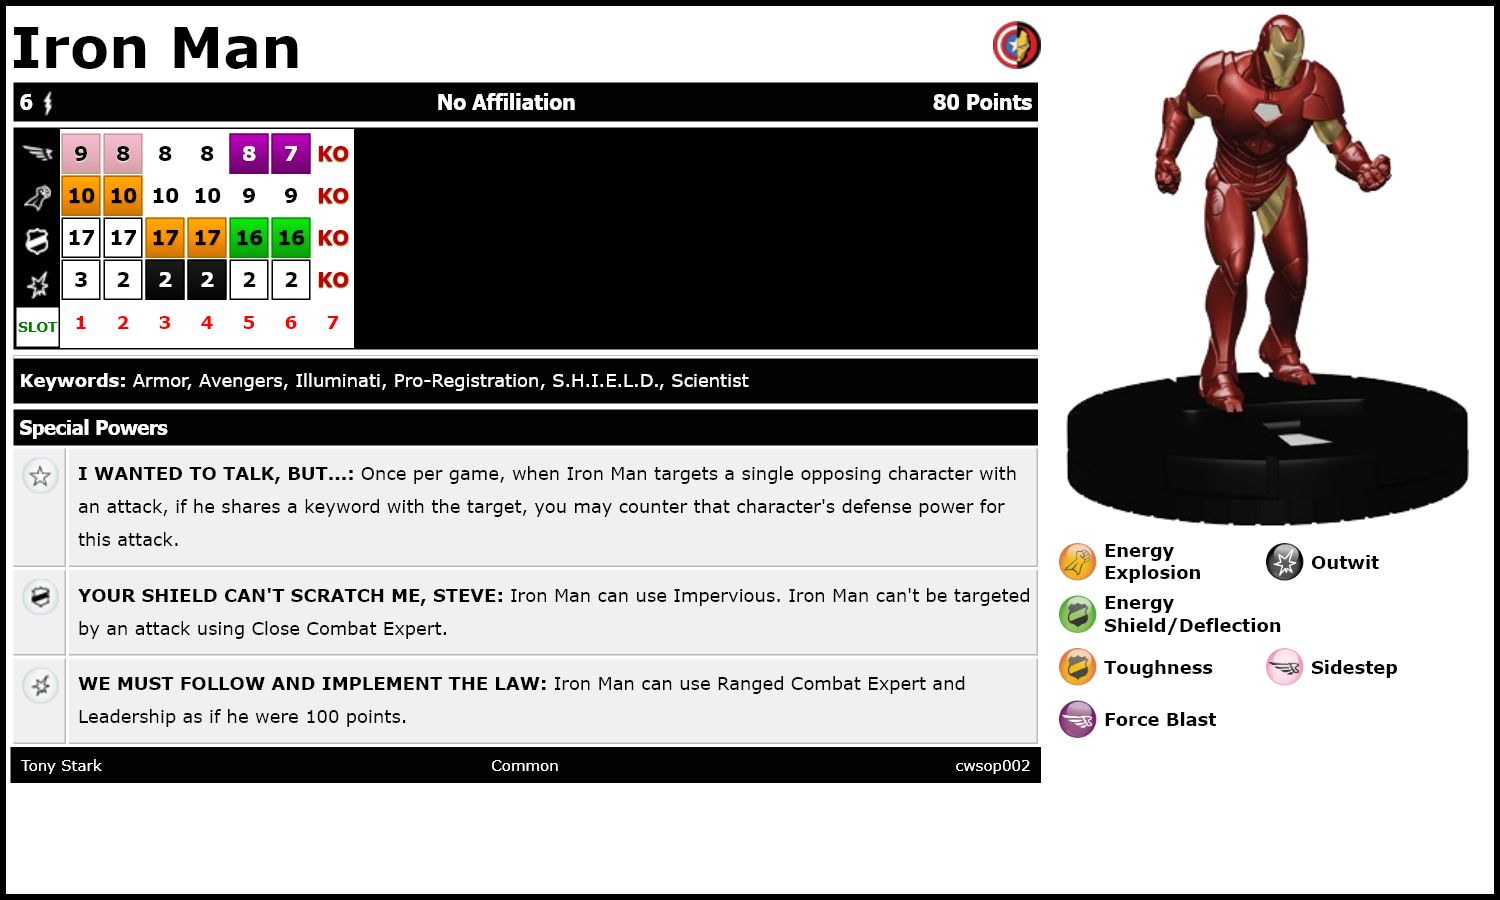 Iron Man
6 No Affiliation 80 Points
9 8 8 8 8 7 KO
10 10 10 10 9 9 KO
17 17 17 17 16 16 KO
3 2 2 2 2 2 KO
SLOT 1 2 3 4 5 6 7
Keywords: Armor, Avengers, Illuminati, Pro-Registration, S.H.I.E.L.D., Scientist
Special Powers
I WANTED TO TALK, BUT...: Once per game, when Iron Man targets a single opposing character with
an attack, if he shares a keyword with the target, you may counter that character's defense power for
this attack.
YOUR SHIELD CAN'T SCRATCH ME, STEVE: Iron Man can use Impervious. Iron Man can't be targeted
by an attack using Close Combat Expert.
WE MUST FOLLOW AND IMPLEMENT THE LAW: Iron Man can use Ranged Combat Expert and
Leadership as if he were 100 points.
Tony Stark Common cwsop002
Energy
Explosion
Outwit
Energy
Shield/Deflection
Toughness
Sidestep
Force Blast